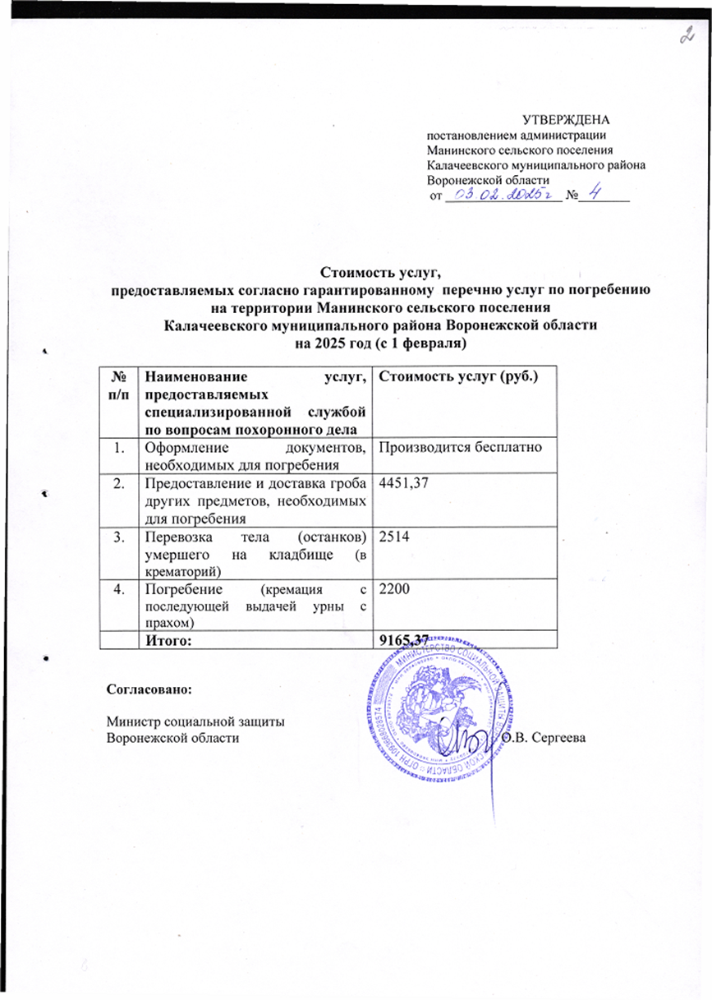 2
УТВЕРЖДЕНА
постановлением администрации
Манинского сельского поселения
Калачеевского муниципального района
Воронежской области
от 03.02.2025г № 4
Стоимость услуг,
предоставляемых согласно гарантированному перечню услуг по погребению
на территории Манинского сельского поселения
Калачеевского муниципального района Воронежской области
на 2025 год (с 1 февраля)
№ п/п
Наименование услуг,
предоставляемых
специализированной службой
по вопросам похоронного дела
Стоимость услуг (руб.)
1.
Оформление документов,
необходимых для погребения
Производится бесплатно
2.
Предоставление и доставка гроба
других предметов, необходимых
для погребения
4451,37
3.
Перевозка тела (останков)
умершего на кладбище (в
крематорий)
2514
4.
Погребение (кремация с
последующей выдачей урны с
прахом)
2200
Итого:
9165,37
Согласовано:
Министр социальной защиты
Воронежской области
О.В. Сергеева
МИНИСТЕРСТВО СОЦИАЛЬНОЙ ЗАЩИТЫ
СКОЙ ОБЛАСТИ
ОГРН 1093668028574